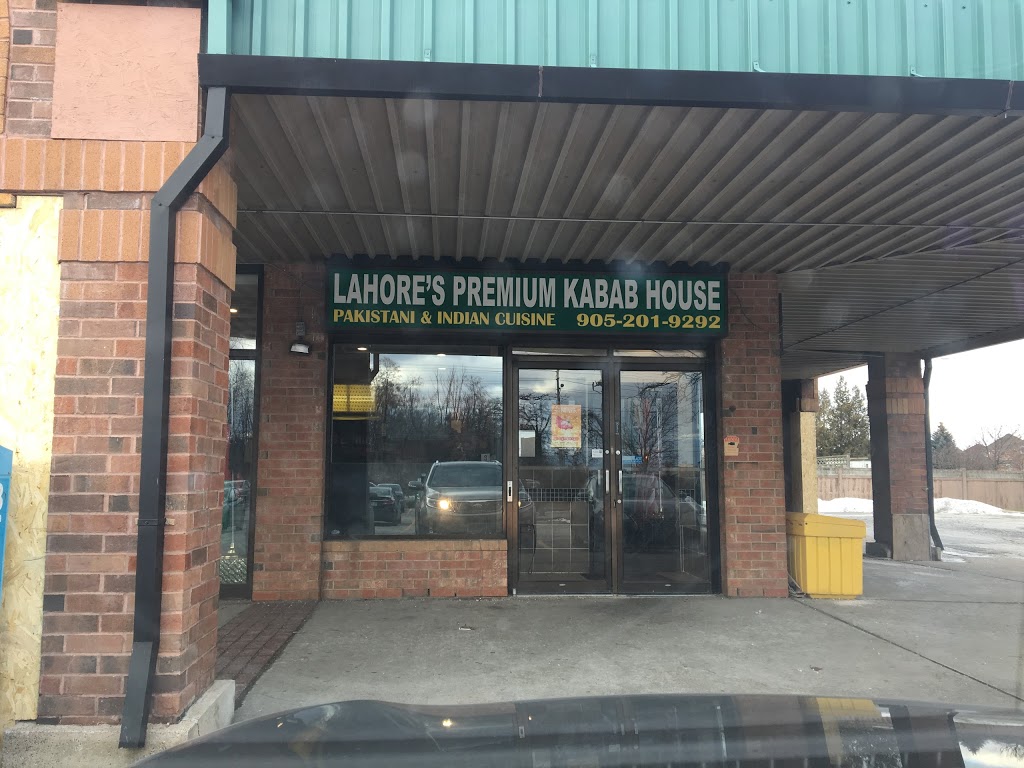 LAHORE'S PREMIUM KABAB HOUSE
PAKISTANI & INDIAN CUISINE 905-201-9292